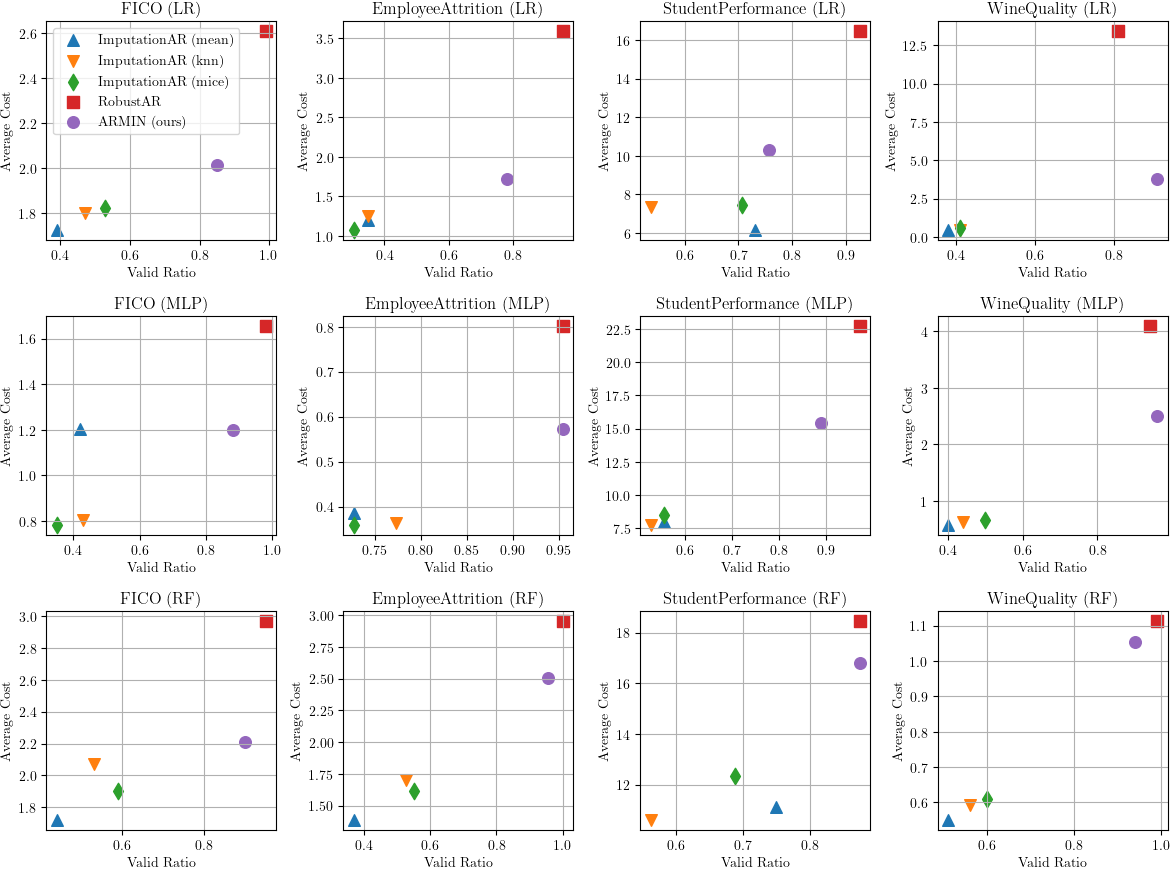 FICO (LR)
2.6
2.4
2.2
2.0
1.8
Average Cost
ImputationAR (mean)
ImputationAR (knn)
ImputationAR (mice)
RobustAR
ARMIN (ours)
0.4 0.6 0.8 1.0
Valid Ratio
EmployeeAttrition (LR)
3.5
3.0
2.5
2.0
1.5
1.0
Average Cost
0.4 0.6 0.8
Valid Ratio
StudentPerformance (LR)
16
14
12
10
8
6
Average Cost
0.6 0.7 0.8 0.9
Valid Ratio
WineQuality (LR)
12.5
10.0
7.5
5.0
2.5
0.0
Average Cost
0.4 0.6 0.8
Valid Ratio
FICO (MLP)
1.6
1.4
1.2
1.0
0.8
Average Cost
0.4 0.6 0.8 1.0
Valid Ratio
EmployeeAttrition (MLP)
0.8
0.7
0.6
0.5
0.4
Average Cost
0.75 0.80 0.85 0.90 0.95
Valid Ratio
StudentPerformance (MLP)
22.5
20.0
17.5
15.0
12.5
10.0
7.5
Average Cost
0.6 0.7 0.8 0.9
Valid Ratio
WineQuality (MLP)
4
3
2
1
Average Cost
0.4 0.6 0.8
Valid Ratio
FICO (RF)
3.0
2.8
2.6
2.4
2.2
2.0
1.8
Average Cost
0.6 0.8
Valid Ratio
EmployeeAttrition (RF)
3.00
2.75
2.50
2.25
2.00
1.75
1.50
Average Cost
0.4 0.6 0.8 1.0
Valid Ratio
StudentPerformance (RF)
18
16
14
12
Average Cost
0.6 0.7 0.8
Valid Ratio
WineQuality (RF)
1.1
1.0
0.9
0.8
0.7
0.6
Average Cost
0.6 0.8 1.0
Valid Ratio